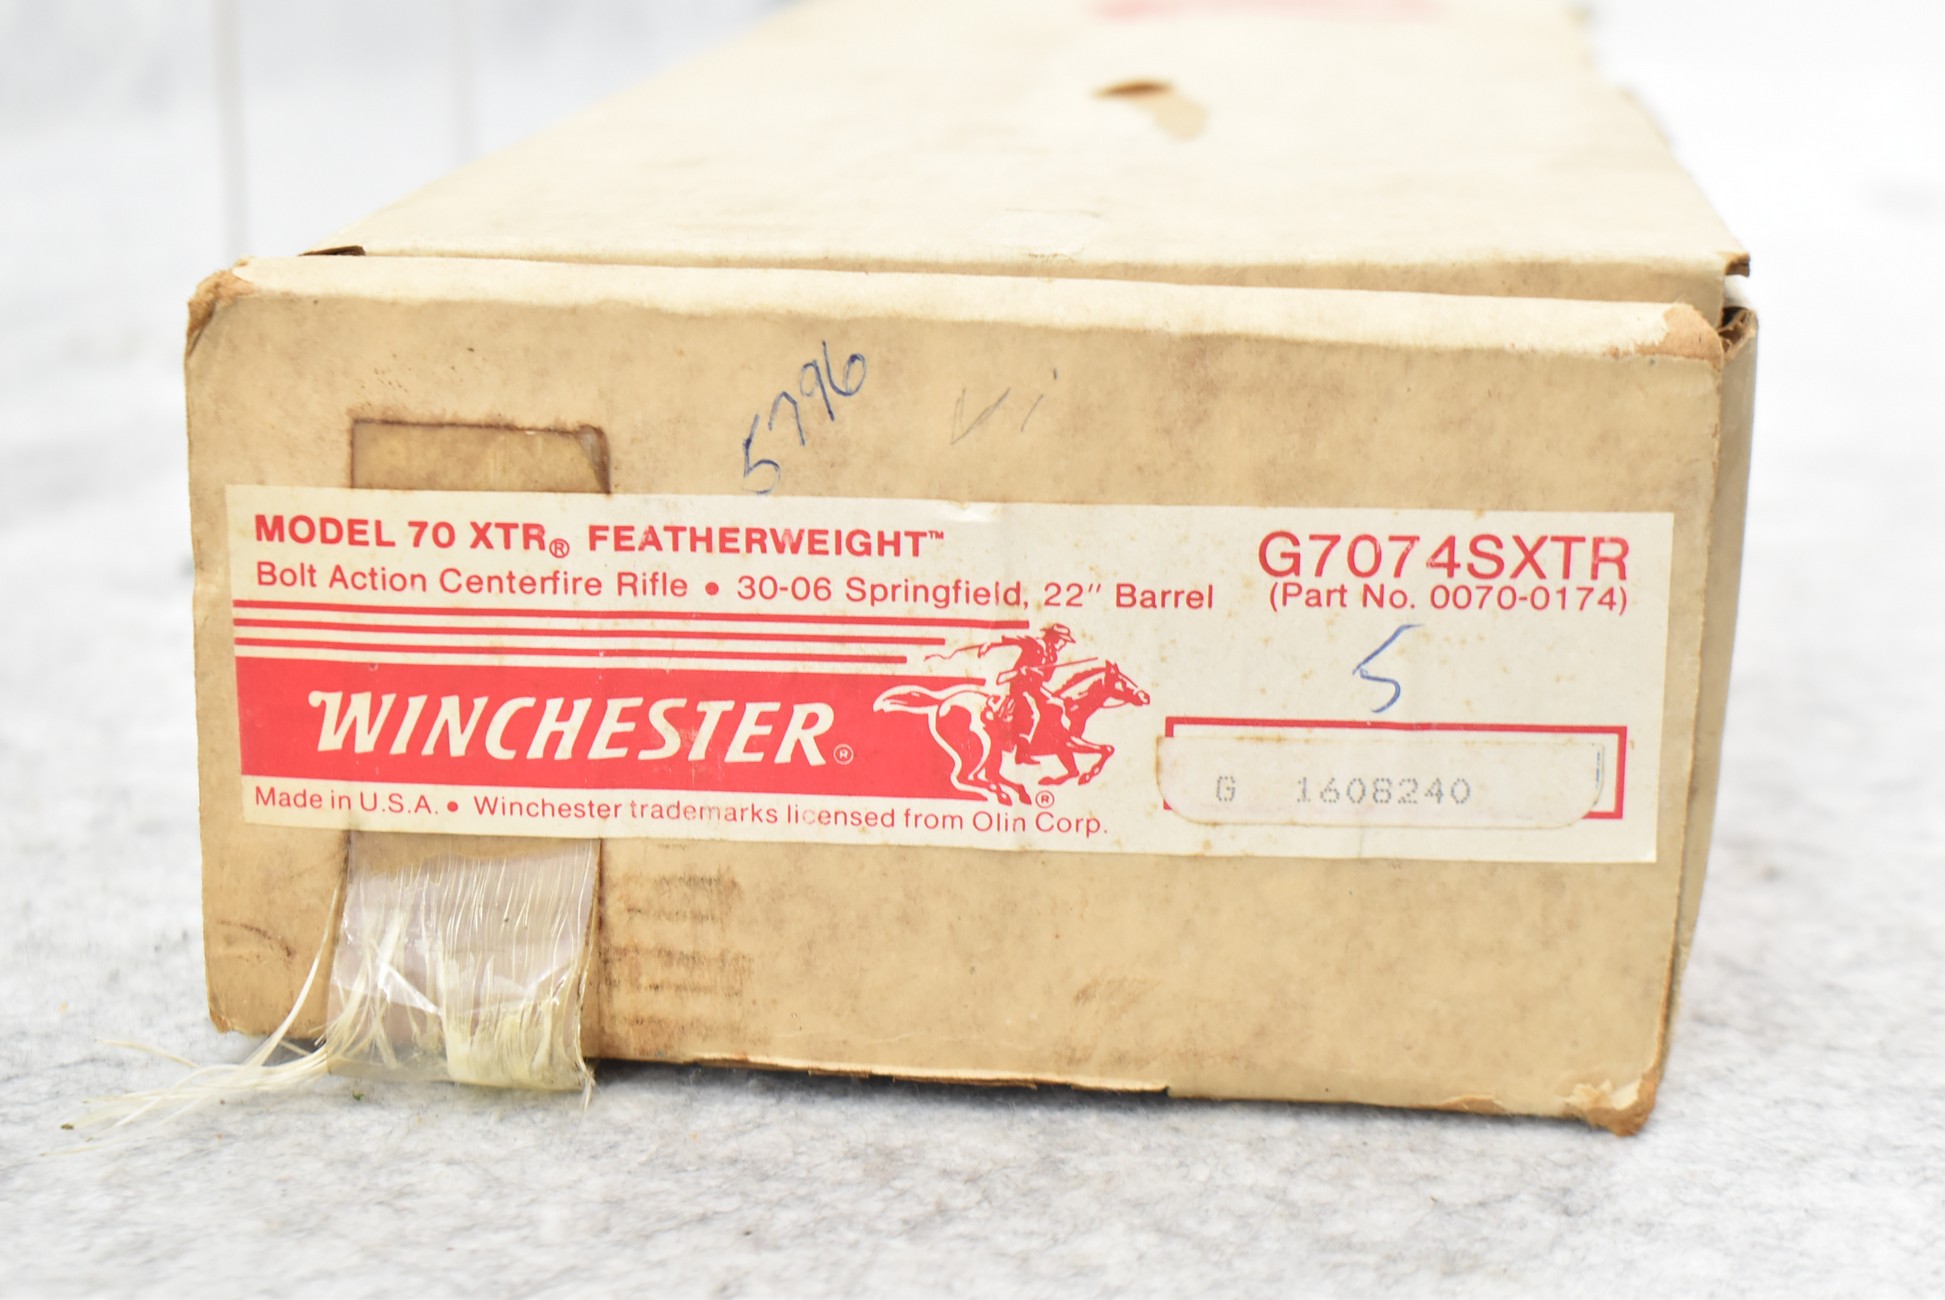 5796
MODEL 70 XTR® FEATHERWEIGHT™
Bolt Action Centerfire Rifle • 30-06 Springfield, 22" Barrel
G7074SXTR
(Part No. 0070-0174)
5
WINCHESTER®
®
G 1608240
Made in U.S.A. • Winchester trademarks licensed from Olin Corp.